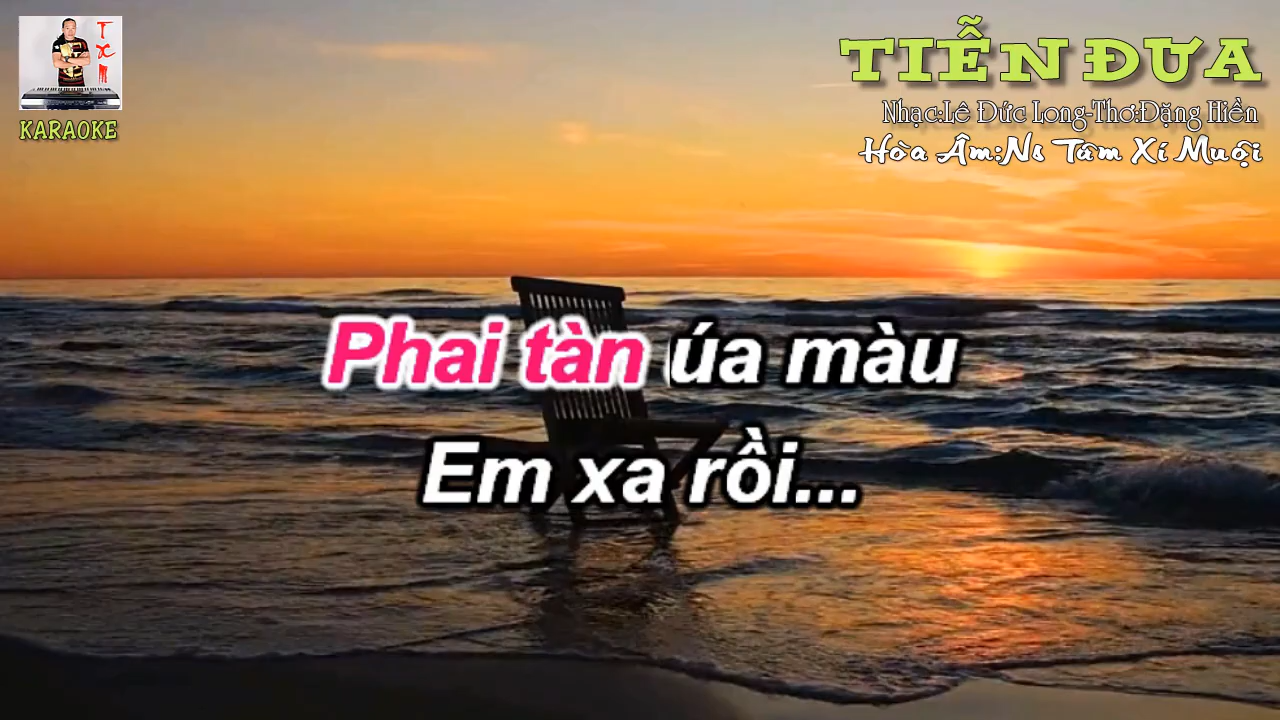 TXM
KARAOKE
TIỄN ĐƯA
Nhạc:Lê Đức Long-Thơ:Đặng Hiền
Hòa Âm:Ns Tâm Xí Muội
Phai tàn úa màu
Em xa rồi...